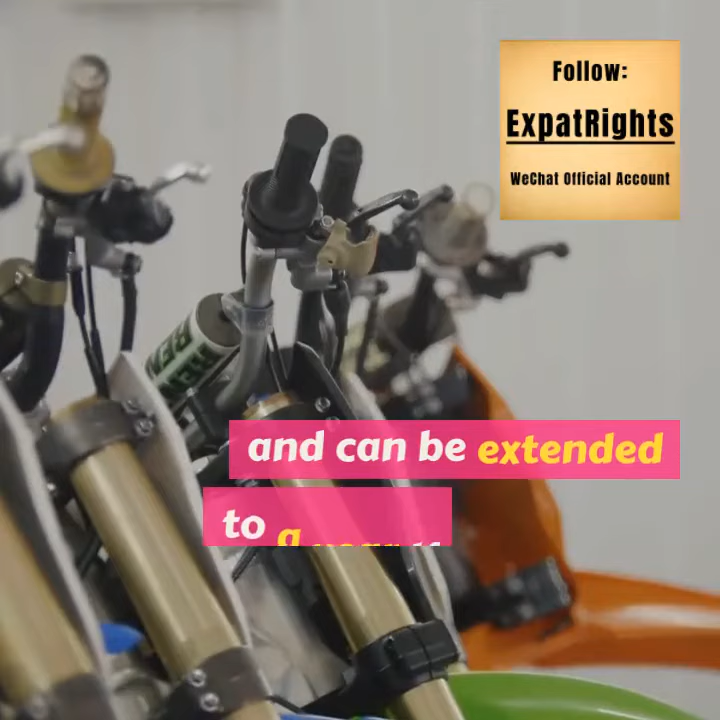 Follow:
ExpatRights
WeChat Official Account
and can be extended
to a